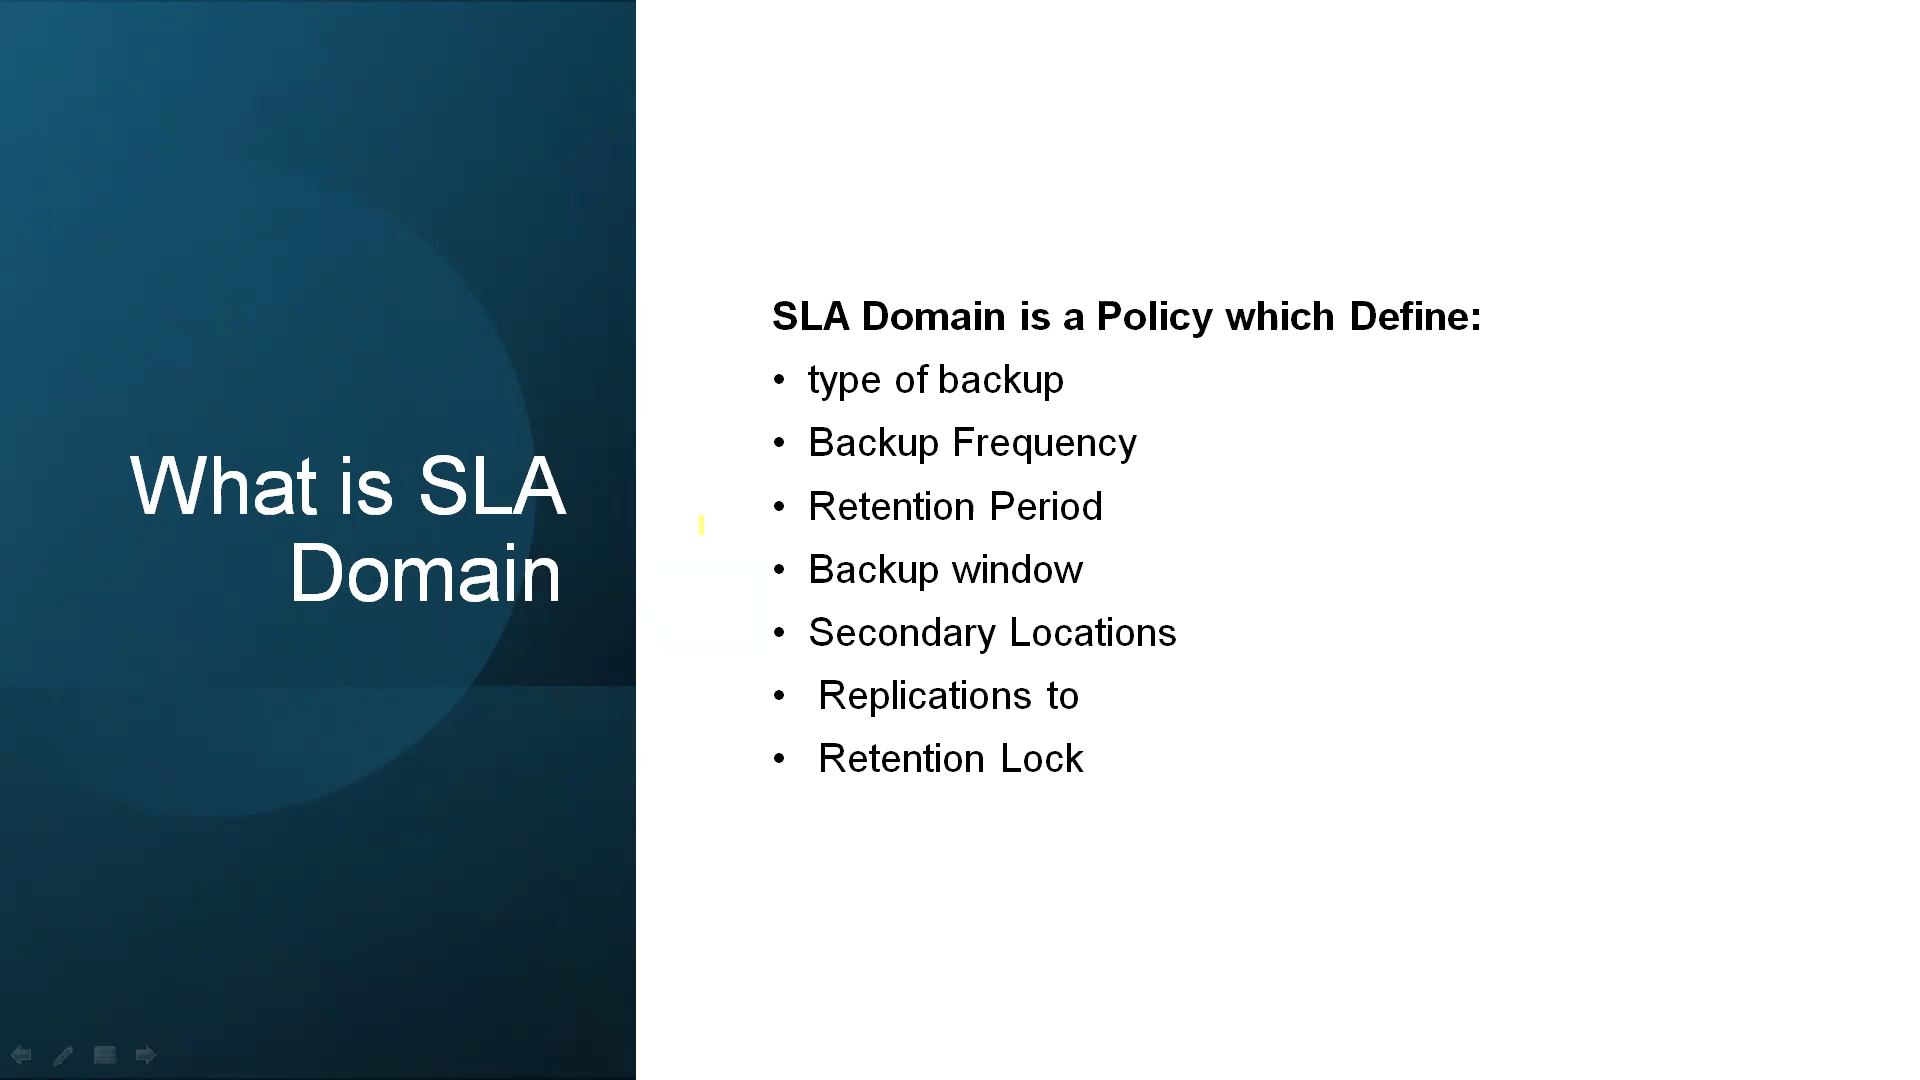 What is SLA
Domain
SLA Domain is a Policy which Define:
• type of backup
• Backup Frequency
• Retention Period
• Backup window
• Secondary Locations
• Replications to
• Retention Lock